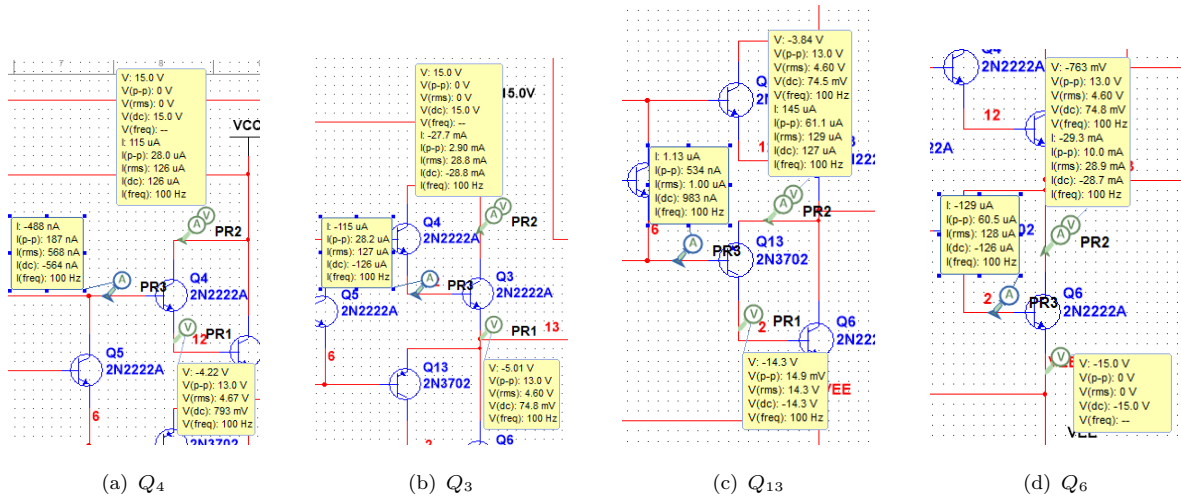 7
8
V: 15.0 V
V(p-p): 0 V
V(rms): 0 V
V(dc): 15.0 V
V(freq): --
I: 115 uA
I(p-p): 28.0 uA
I(rms): 126 uA
I(dc): 126 uA
I(freq): 100 Hz
VCC
I: -488 nA
I(p-p): 187 nA
I(rms): 568 nA
I(dc): -564 nA
I(freq): 100 Hz
A
V
PR2
A
PR3
Q4
2N2222A
V
PR1
12
Q5
2N2222A
6
V: -4.22 V
V(p-p): 13.0 V
V(rms): 4.67 V
V(dc): 793 mV
V(freq): 100 Hz
2N3702
(a) Q4
V: 15.0 V
V(p-p): 0 V
V(rms): 0 V
V(dc): 15.0 V
V(freq): --
I: -27.7 mA
I(p-p): 2.90 mA
I(rms): 28.8 mA
I(dc): -28.8 mA
I(freq): 100 Hz
15.0V
I: -115 uA
I(p-p): 28.2 uA
I(rms): 127 uA
I(dc): -126 uA
I(freq): 100 Hz
Q4
2N2222A
A
V
PR2
A
PR3
Q3
2N2222A
Q5
2N2222A
V
PR1
13
6
Q13
2N3702
V: -5.01 V
V(p-p): 13.0 V
V(rms): 4.60 V
V(dc): 74.8 mV
V(freq): 100 Hz
2
Q6
(b) Q3
V: -3.84 V
V(p-p): 13.0 V
V(rms): 4.60 V
V(dc): 74.5 mV
V(freq): 100 Hz
I: 145 uA
I(p-p): 61.1 uA
I(rms): 129 uA
I(dc): 127 uA
I(freq): 100 Hz
I: 1.13 uA
I(p-p): 534 nA
I(rms): 1.00 uA
I(dc): 983 nA
I(freq): 100 Hz
A
V
PR2
6
A
PR3
Q13
2N3702
V
2
PR1
Q6
2N222
V: -14.3 V
V(p-p): 14.9 mV
V(rms): 14.3 V
V(dc): -14.3 V
V(freq): 100 Hz
VEE
(c) Q13
Q4
2N2222A
12
V: -763 mV
V(p-p): 13.0 V
V(rms): 4.60 V
V(dc): 74.8 mV
V(freq): 100 Hz
I: -29.3 mA
I(p-p): 10.0 mA
I(rms): 28.9 mA
I(dc): -28.7 mA
I(freq): 100 Hz
I: -129 uA
I(p-p): 60.5 uA
I(rms): 128 uA
I(dc): -126 uA
I(freq): 100 Hz
A
V
PR2
2
A
PR3
Q6
2N2222A
V
V: -15.0 V
V(p-p): 0 V
V(rms): 0 V
V(dc): -15.0 V
V(freq): --
VEE
(d) Q6